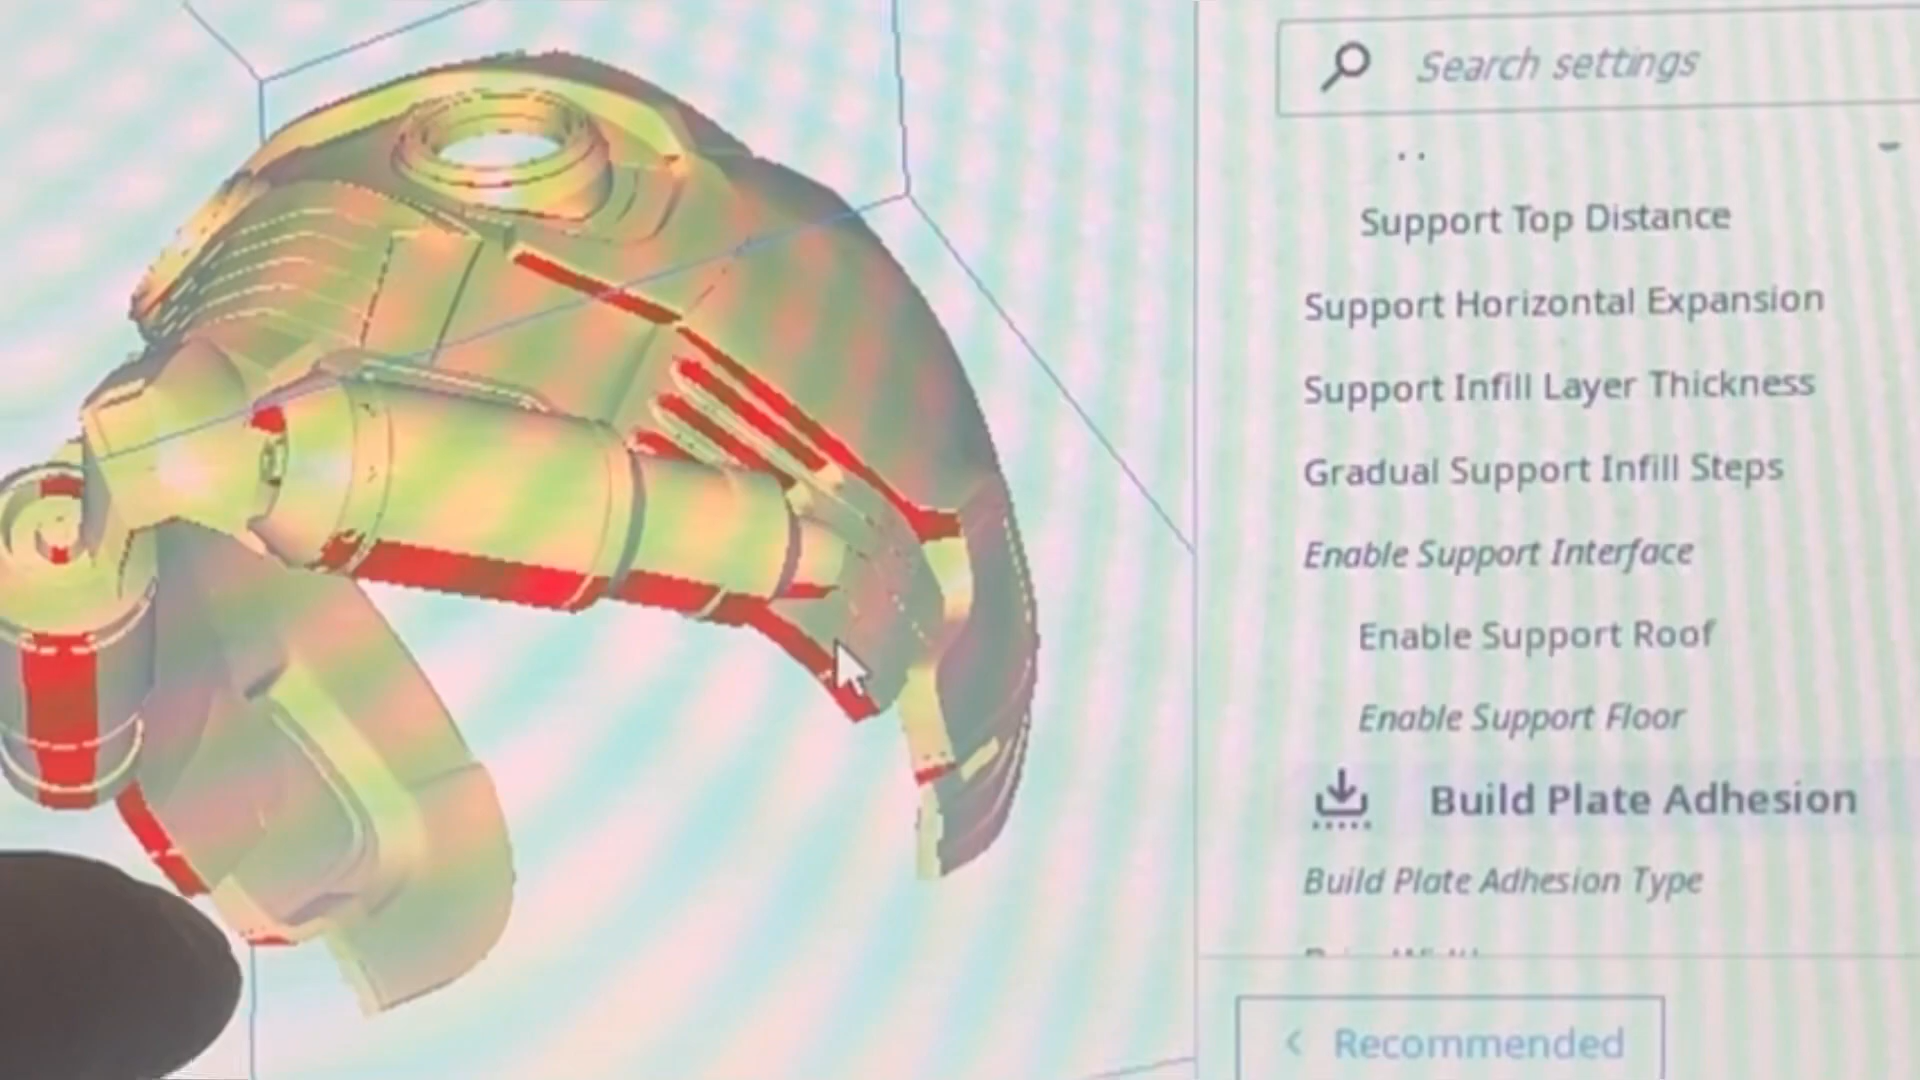 Search settings
Support Top Distance
Support Horizontal Expansion
Support Infill Layer Thickness
Gradual Support Infill Steps
Enable Support Interface
Enable Support Roof
Enable Support Floor
Build Plate Adhesion
Build Plate Adhesion Type
Recommended